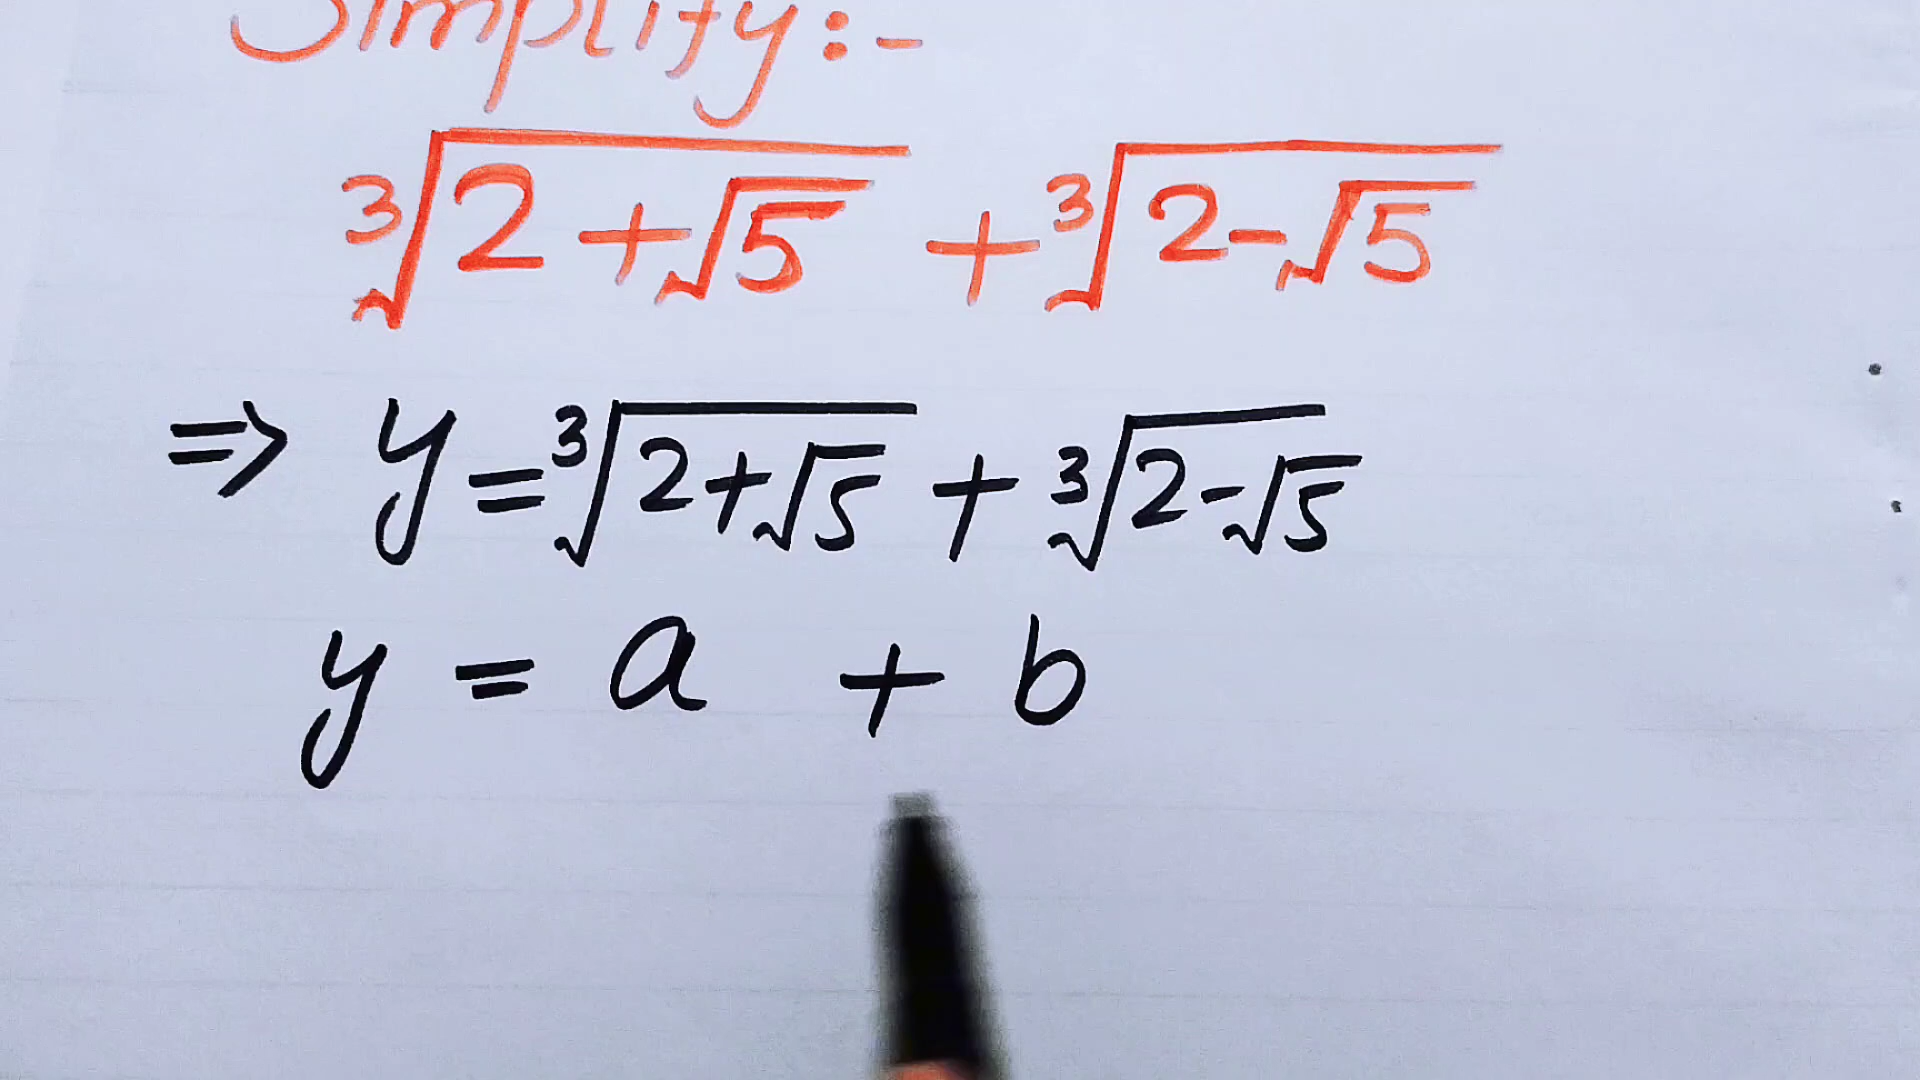 Simplify:-
∛(2+√5) + ∛(2-√5)
⇒ y = ∛(2+√5) + ∛(2-√5)
y = a + b